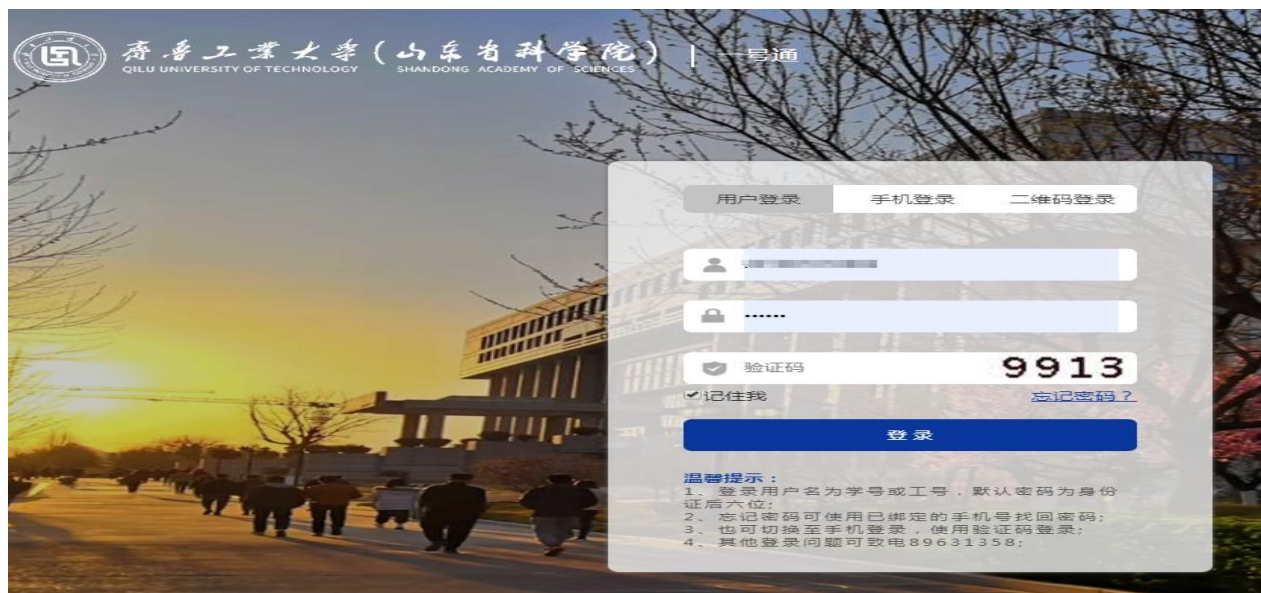 齐鲁工业大学(山东省科学院) | 一号通
QILU UNIVERSITY OF TECHNOLOGY SHANDONG ACADEMY OF SCIENCES
用户登录 手机登录 二维码登录
······
验证码 9913
记住我 忘记密码?
登录
温馨提示:
1、登录用户名为学号或工号,默认密码为身份
证后六位;
2、忘记密码可使用已绑定的手机号找回密码;
3、也可切换至手机登录,使用验证码登录;
4、其他登录问题可致电89631358;